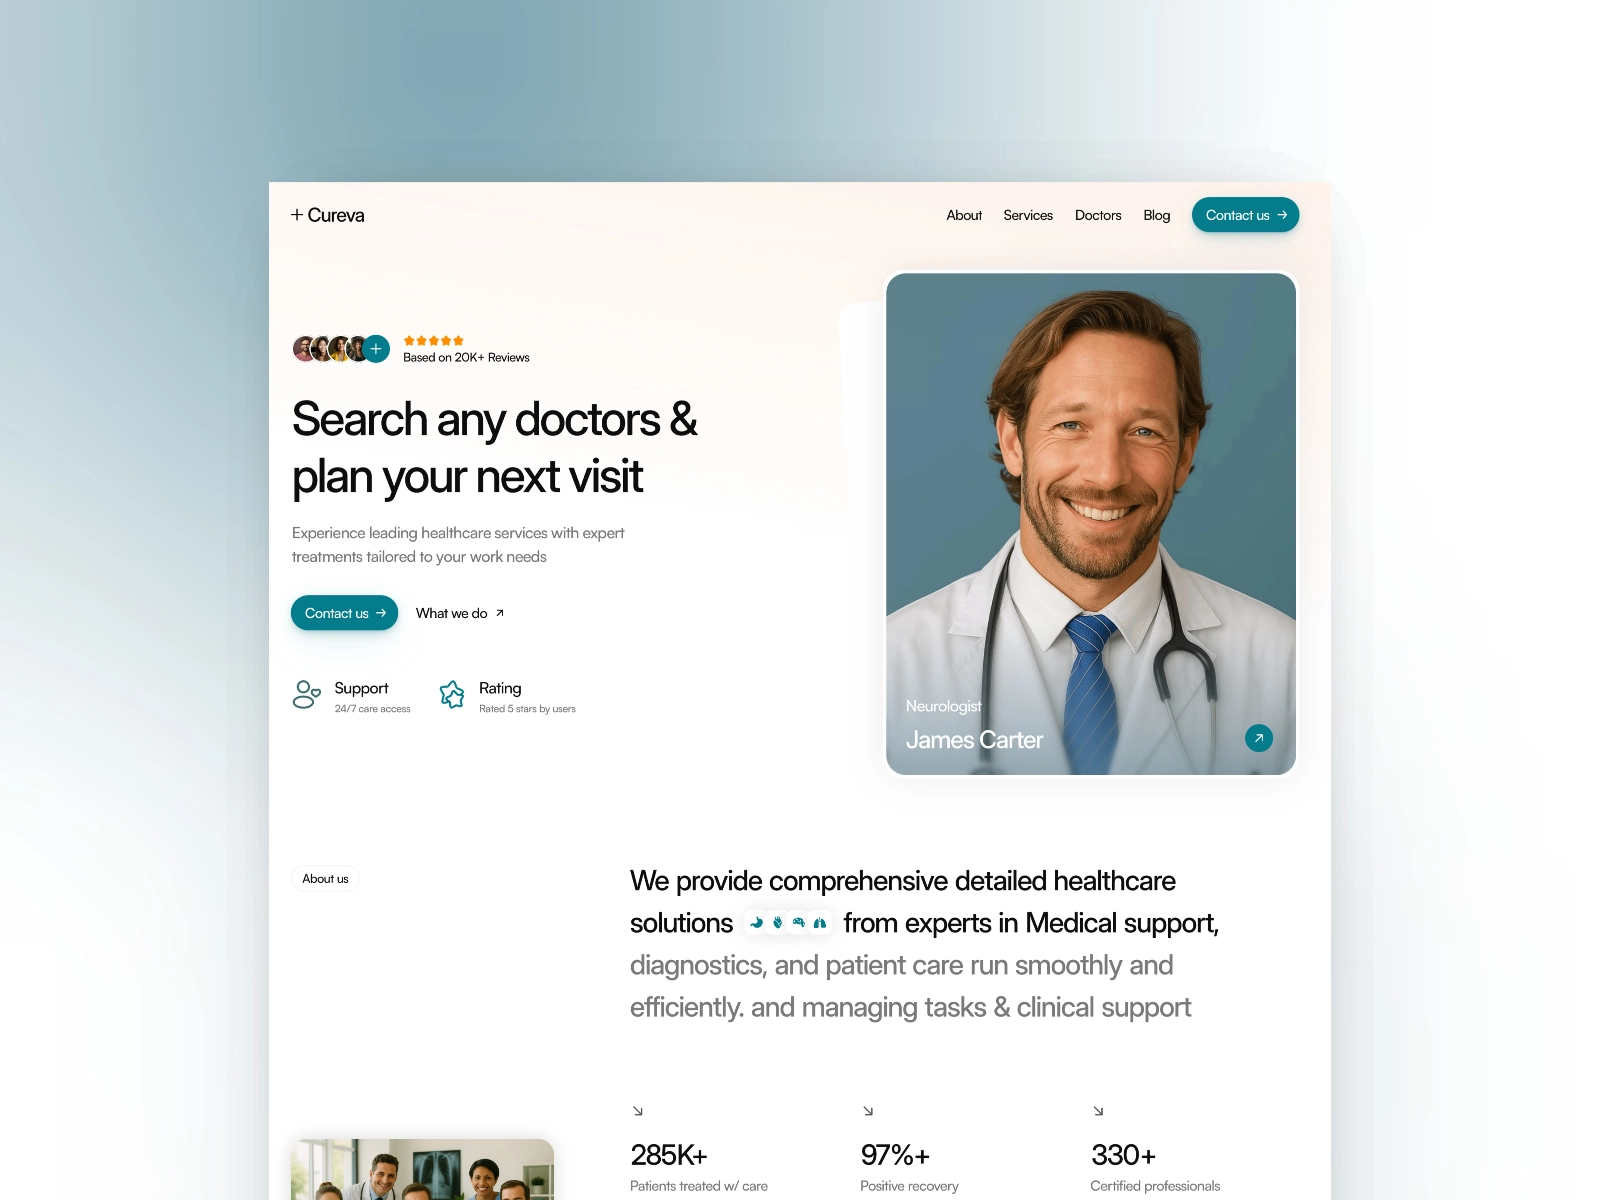 + Cureva
About
Services
Doctors
Blog
Contact us →
Based on 20K+ Reviews
Search any doctors &
plan your next visit
Experience leading healthcare services with expert
treatments tailored to your work needs
Contact us →
What we do ↗
Support
24/7 care access
Rating
Rated 5 stars by users
Neurologist
James Carter
About us
We provide comprehensive detailed healthcare
solutions from experts in Medical support,
diagnostics, and patient care run smoothly and
efficiently. and managing tasks & clinical support
285K+
Patients treated w/ care
97%+
Positive recovery
330+
Certified professionals